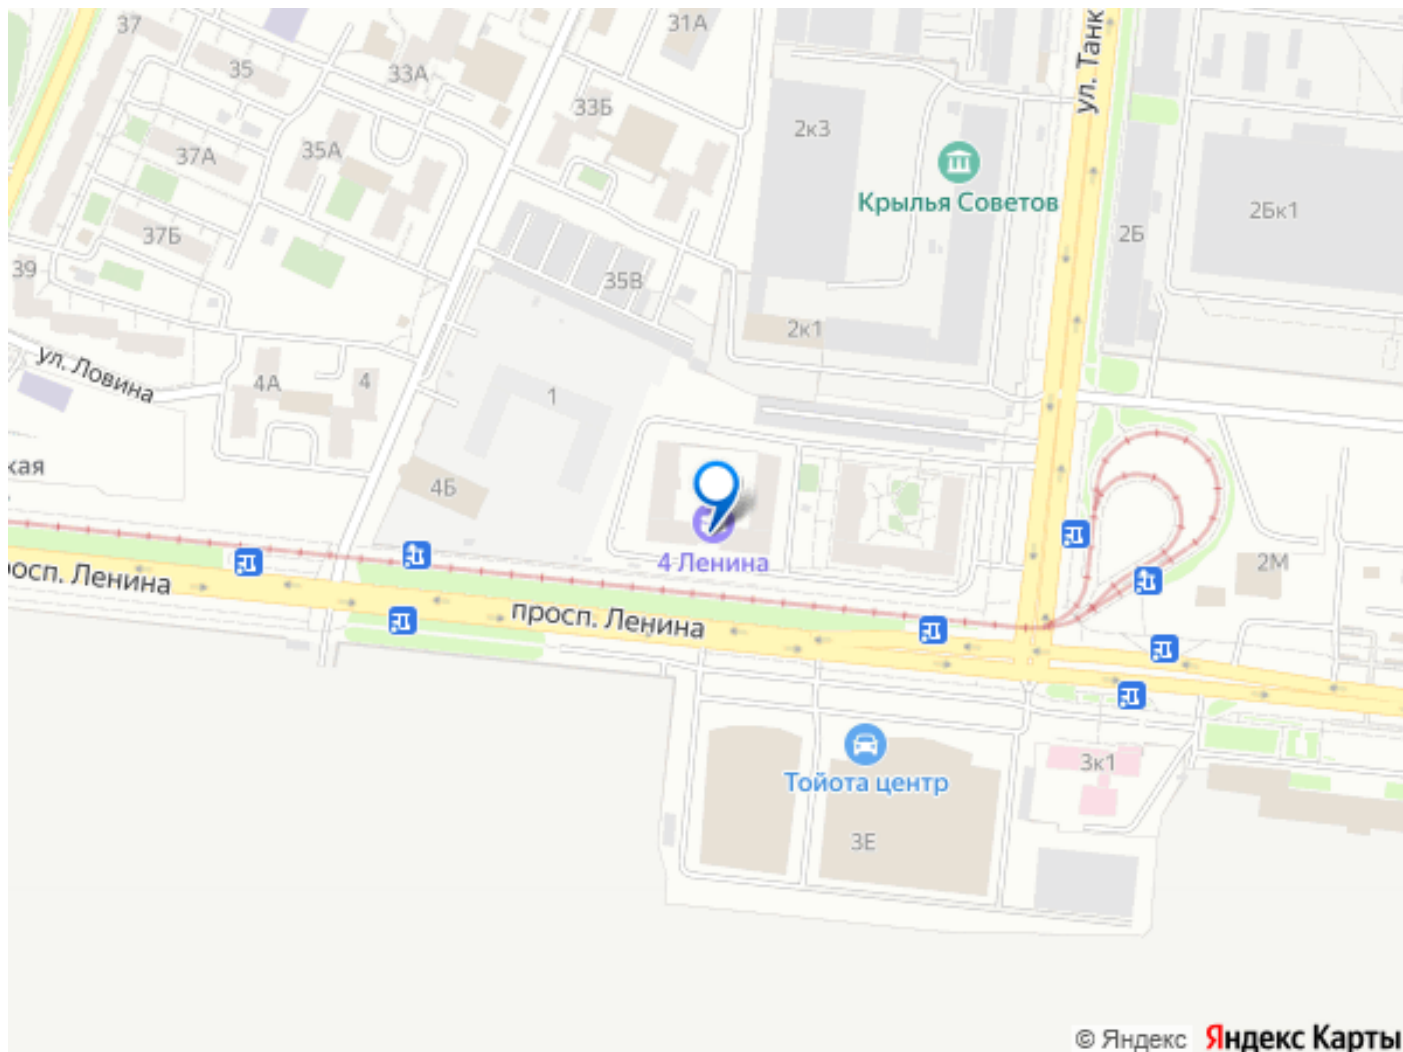 37
31А
ул. Танк
35
33А
33Б
2к3
37А
35А
Крылья Советов
2Бк1
37Б
2Б
39
35В
2к1
ул. Ловина
4А
4
1
кая
4Б
4 Ленина
2М
осп. Ленина
просп. Ленина
3к1
Тойота центр
3Е
© Яндекс Яндекс Карты